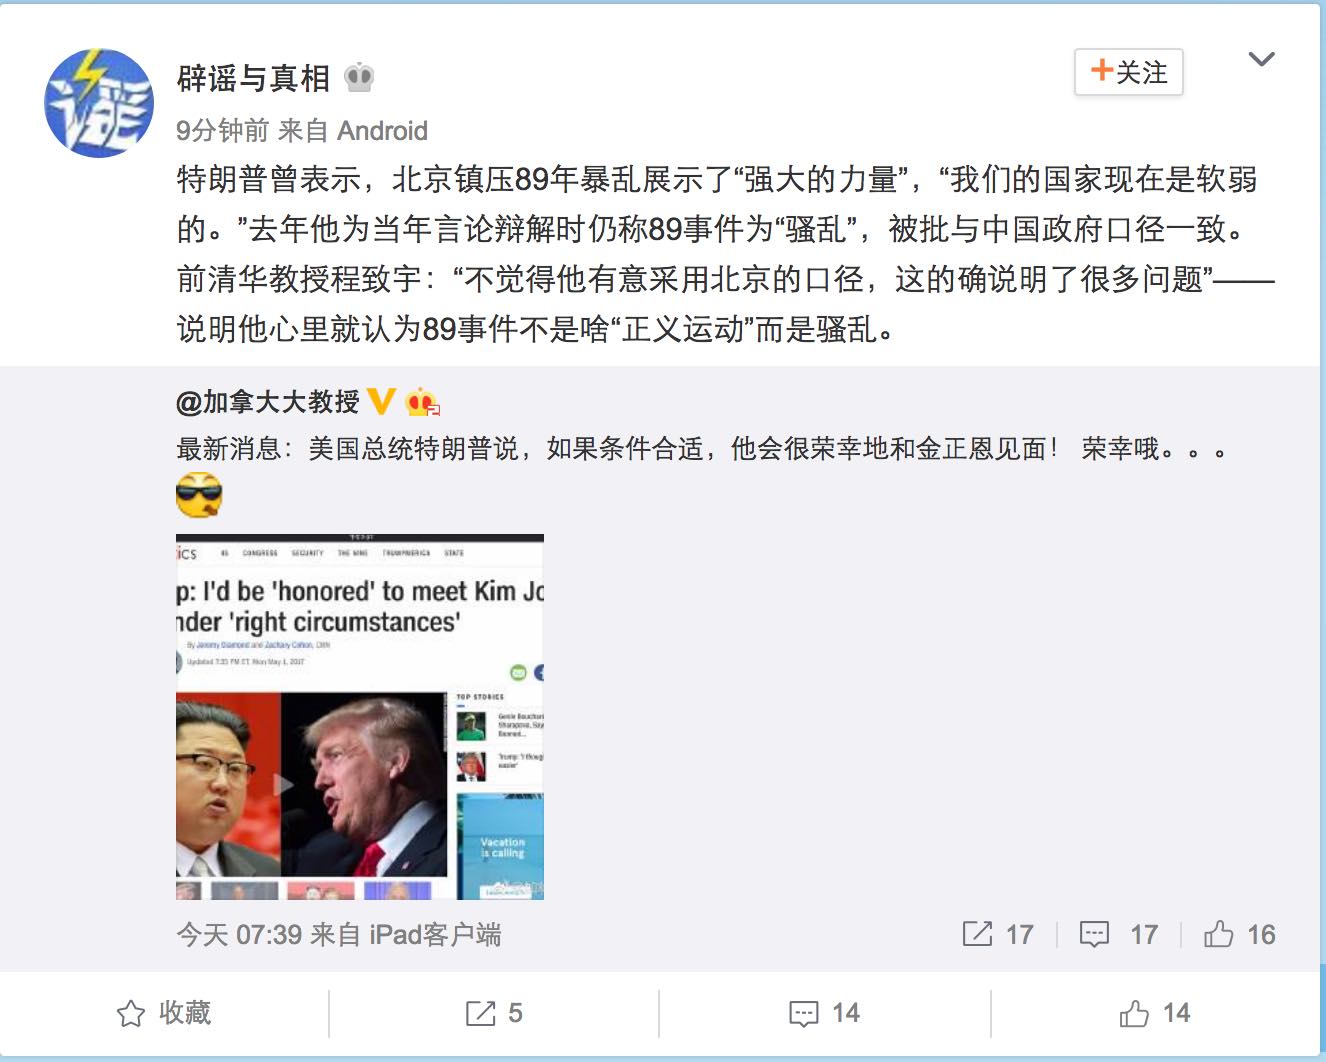 辟谣与真相
+关注
9分钟前 来自 Android
特朗普曾表示，北京镇压89年暴乱展示了“强大的力量”，“我们的国家现在是软弱
的。”去年他为当年言论辩解时仍称89事件为“骚乱”，被批与中国政府口径一致。
前清华教授程致宇：“不觉得他有意采用北京的口径，这的确说明了很多问题”——
说明他心里就认为89事件不是啥“正义运动”而是骚乱。
@加拿大大教授
最新消息：美国总统特朗普说，如果条件合适，他会很荣幸地和金正恩见面！ 荣幸哦。。。
ics 45 CONGRESS SECURITY THE NINE TRUMPMERICA STATE
p: I'd be 'honored' to meet Kim Jo
nder 'right circumstances'
By Jeremy Diamond and Zachary Cohen, CNN
Updated 7:35 PM ET, Mon May 1, 2017
TOP STORIES
Genie Bouchard
Sharapova, Say
Banned...
Trump: 'I though
easier'
Vacation
is calling
今天 07:39 来自 iPad客户端
17 17 16
收藏 5 14 14